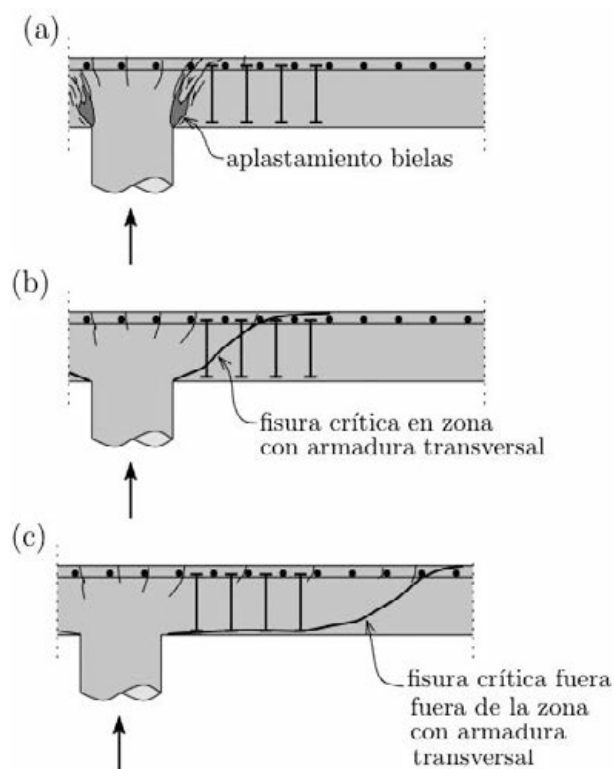 (a)
aplastamiento bielas
(b)
fisura crítica en zona
con armadura transversal
(c)
fisura crítica fuera
fuera de la zona
con armadura
transversal